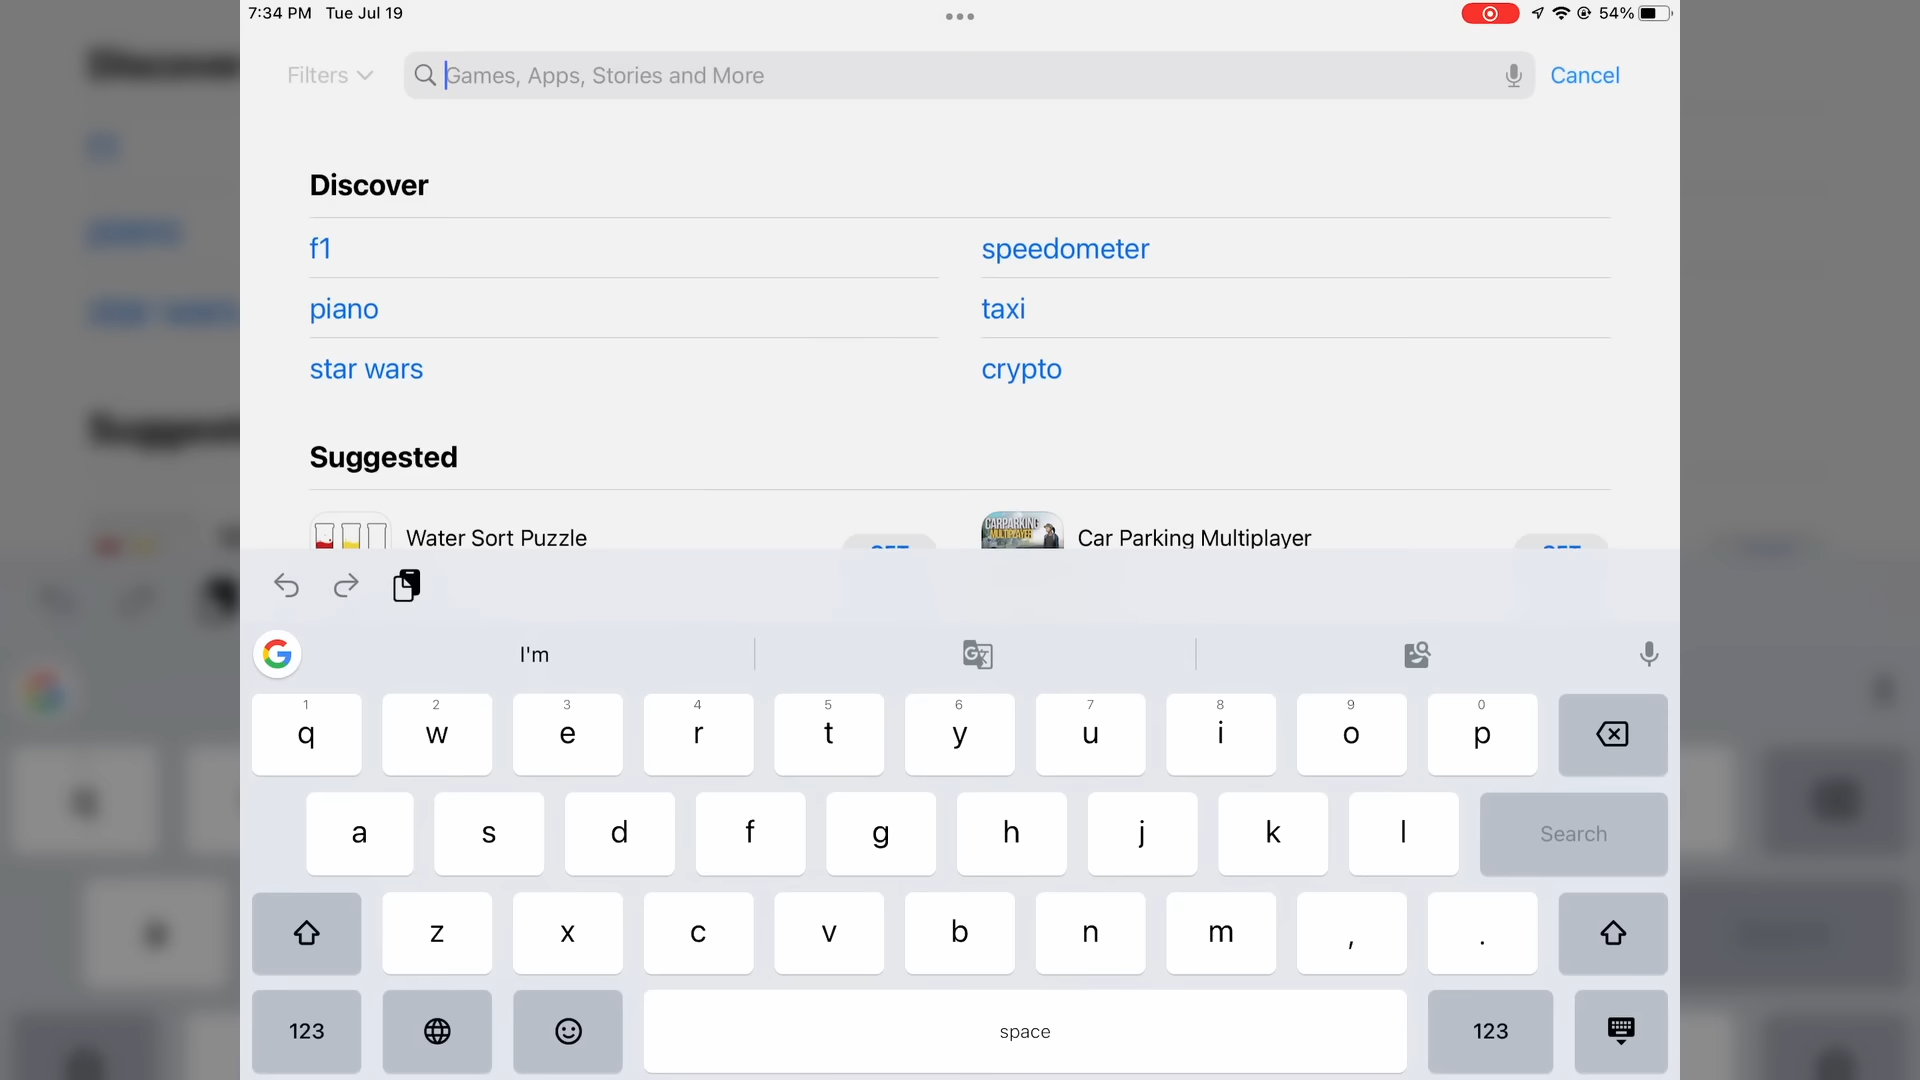 7:34 PM Tue Jul 19
54%
Filters
Games, Apps, Stories and More
Cancel
Discover
f1
speedometer
piano
taxi
star wars
crypto
Suggested
CARPARKING
MULTIPLAYER
Water Sort Puzzle
Car Parking Multiplayer
I'm
1 2 3 4 5 6 7 8 9 0
q w e r t y u i o p
a s d f g h j k l Search
z x c v b n m , .
123 space 123